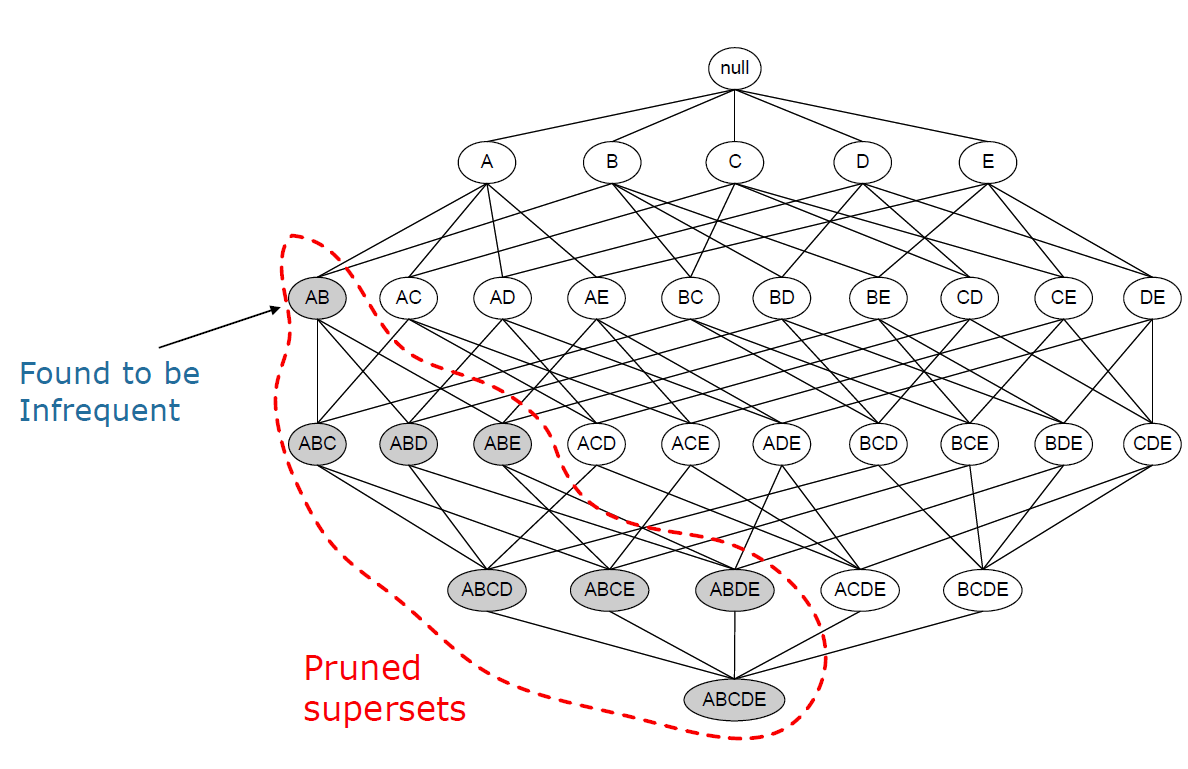 null
A B C D E
AB AC AD AE BC BD BE CD CE DE
Found to be
Infrequent
ABC ABD ABE ACD ACE ADE BCD BCE BDE CDE
ABCD ABCE ABDE ACDE BCDE
Pruned
supersets
ABCDE